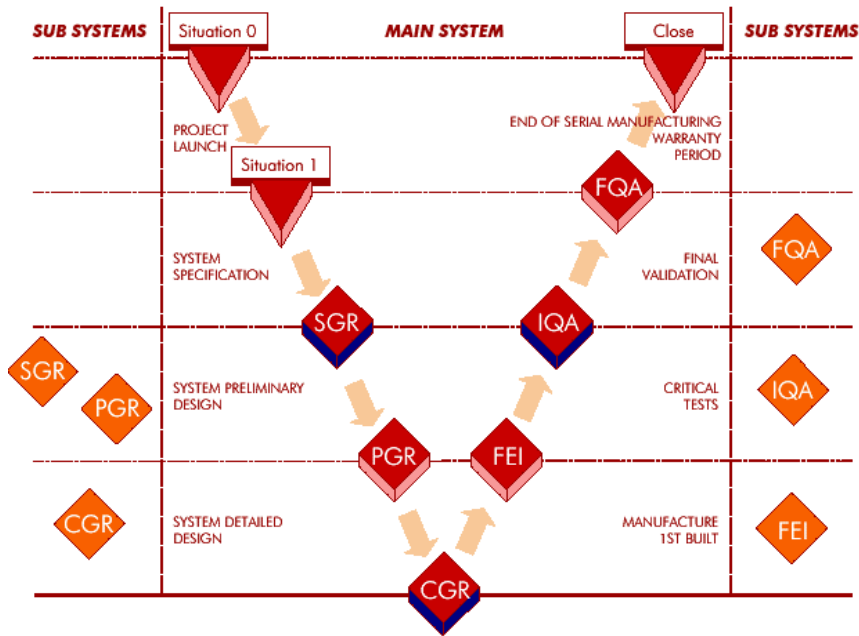 SUB SYSTEMS
Situation 0
MAIN SYSTEM
Close
SUB SYSTEMS
PROJECT
LAUNCH
END OF SERIAL MANUFACTURING
WARRANTY
PERIOD
Situation 1
FQA
SYSTEM
SPECIFICATION
FINAL
VALIDATION
FQA
SGR
IQA
SGR
PGR
SYSTEM PRELIMINARY
DESIGN
CRITICAL
TESTS
IQA
PGR
FEI
CGR
SYSTEM DETAILED
DESIGN
MANUFACTURE
1ST BUILT
FEI
CGR